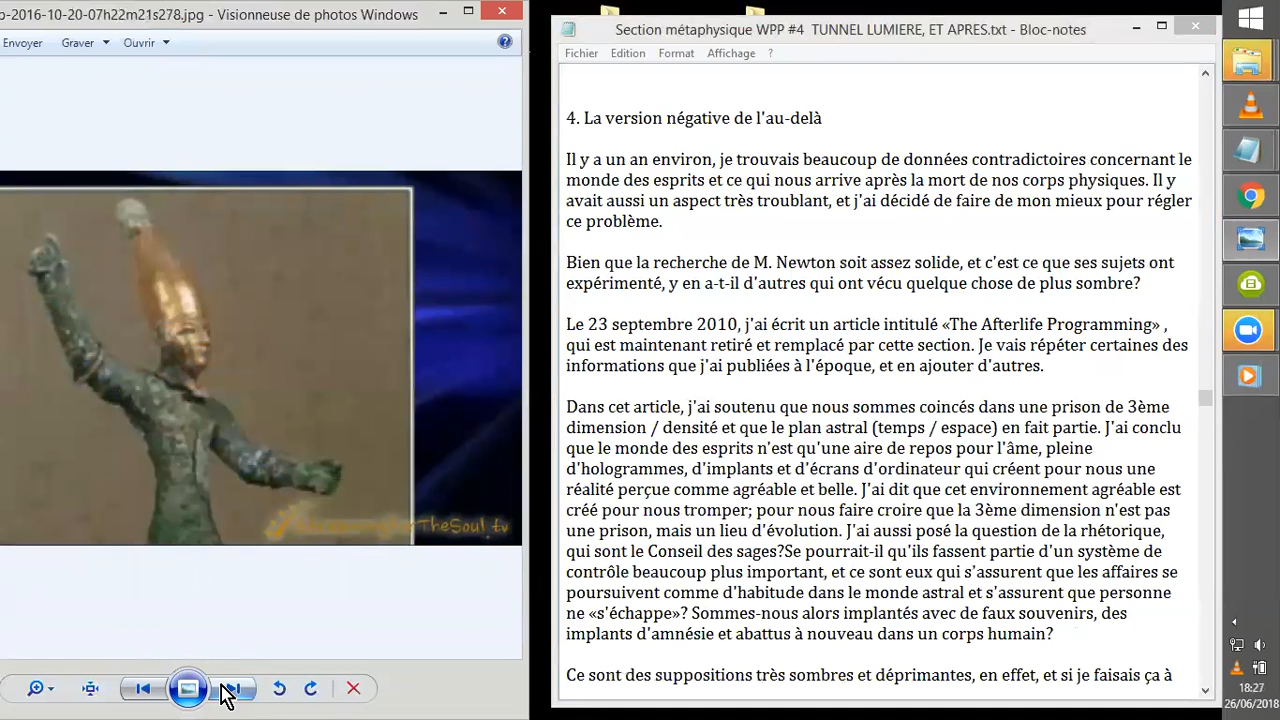 -2016 ... 20-07h22m21s278.jpg - Visionneuse de photos Windows
Envoyer Graver Ouvrir
TheSoul.tv
Section métaphysique WPP #4 TUNNEL LUMIERE, ET APRES.txt - Bloc-notes
Fichier Edition Format Affichage ?
4. La version négative de l'au-delà
Il y a un an environ, je trouvais beaucoup de données contradictoires concernant le
monde des esprits et ce qui nous arrive après la mort de nos corps physiques. Il y
avait aussi un aspect très troublant, et j'ai décidé de faire de mon mieux pour régler
ce problème.
Bien que la recherche de M. Newton soit assez solide, et c'est ce que ses sujets ont
expérimenté, y en a-t-il d'autres qui ont vécu quelque chose de plus sombre?
Le 23 septembre 2010, j'ai écrit un article intitulé «The Afterlife Programming» ,
qui est maintenant retiré et remplacé par cette section. Je vais répéter certaines des
informations que j'ai publiées à l'époque, et en ajouter d'autres.
Dans cet article, j'ai soutenu que nous sommes coincés dans une prison de 3ème
dimension / densité et que le plan astral (temps / espace) en fait partie. J'ai conclu
que le monde des esprits n'est qu'une aire de repos pour l'âme, pleine
d'hologrammes, d'implants et d'écrans d'ordinateur qui créent pour nous une
réalité perçue comme agréable et belle. J'ai dit que cet environnement agréable est
créé pour nous tromper; pour nous faire croire que la 3ème dimension n'est pas
une prison, mais un lieu d'évolution. J'ai aussi posé la question de la rhétorique,
qui sont le Conseil des sages?Se pourrait-il qu'ils fassent partie d'un système de
contrôle beaucoup plus important, et ce sont eux qui s'assurent que les affaires se
poursuivent comme d'habitude dans le monde astral et s'assurent que personne
ne «s'échappe»? Sommes-nous alors implantés avec de faux souvenirs, des
implants d'amnésie et abattus à nouveau dans un corps humain?
Ce sont des suppositions très sombres et déprimantes, en effet, et si je faisais ça à
18:27
26/06/2018